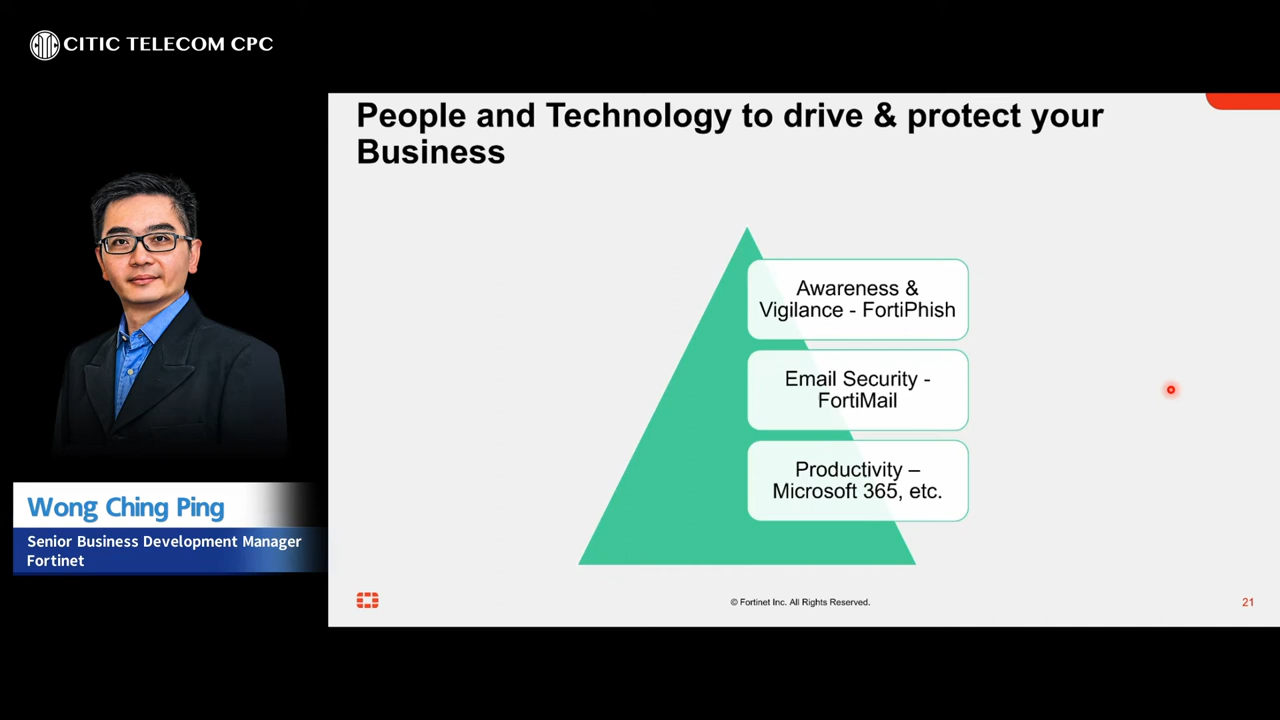 CITIC TELECOM CPC
People and Technology to drive & protect your
Business
Awareness &
Vigilance - FortiPhish
Email Security -
FortiMail
Productivity –
Microsoft 365, etc.
Wong Ching Ping
Senior Business Development Manager
Fortinet
© Fortinet Inc. All Rights Reserved.
21